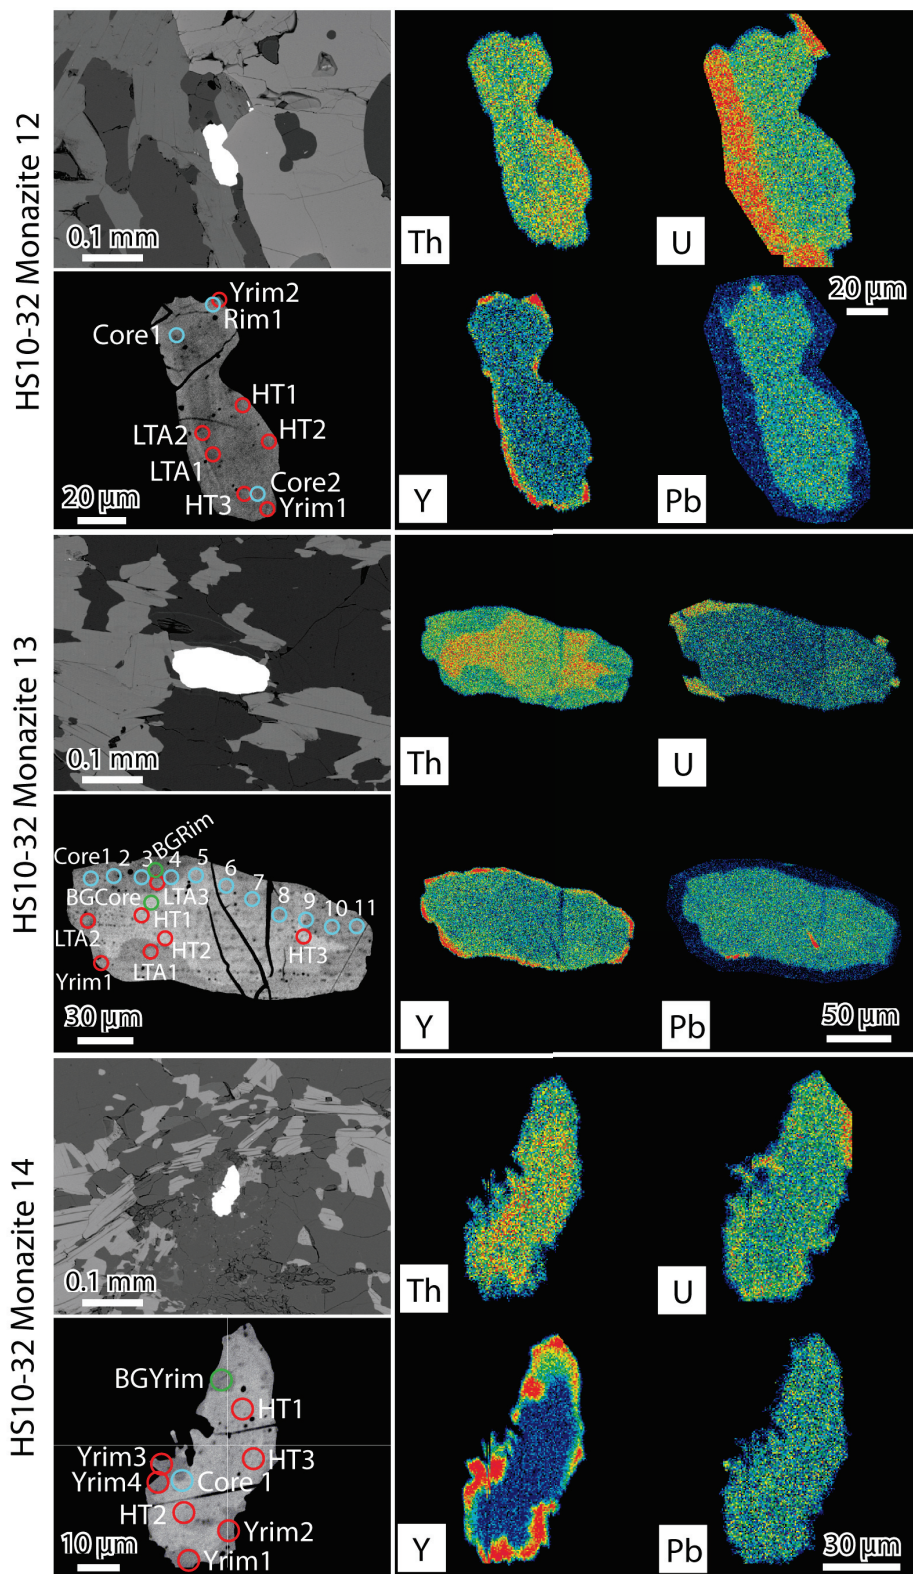 HS10-32 Monazite 12
0.1 mm
Th
U
20 µm
Yrim2
Rim1
Core1
HT1
LTA2
HT2
LTA1
Core2
HT3
Yrim1
20 µm
Y
Pb
HS10-32 Monazite 13
0.1 mm
Th
U
BGRim
Core1 2 3 4 5 6 7 8 9 10 11
BGCore
LTA3
HT1
LTA2
HT2
HT3
LTA1
Yrim1
30 µm
Y
Pb
50 µm
HS10-32 Monazite 14
0.1 mm
Th
U
BGYrim
HT1
Yrim3
HT3
Yrim4
Core 1
HT2
Yrim2
Yrim1
10 µm
Y
Pb
30 µm